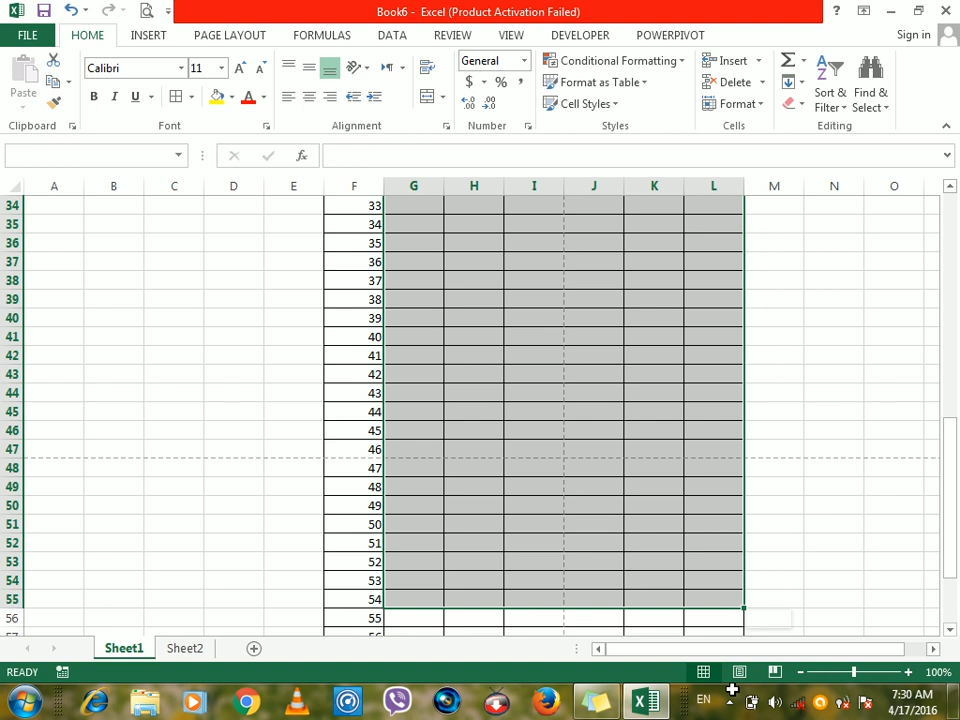 Book6 - Excel (Product Activation Failed)
FILE HOME INSERT PAGE LAYOUT FORMULAS DATA REVIEW VIEW DEVELOPER POWERPIVOT Sign in
Paste
Calibri 11
B I U A
General
$ % ,
Conditional Formatting
Format as Table
Cell Styles
Insert
Delete
Format
Sort & Filter
Find & Select
Clipboard Font Alignment Number Styles Cells Editing
fx
A B C D E F G H I J K L M N O
34 33
35 34
36 35
37 36
38 37
39 38
40 39
41 40
42 41
43 42
44 43
45 44
46 45
47 46
48 47
49 48
50 49
51 50
52 51
53 52
54 53
55 54
56 55
Sheet1 Sheet2
READY 100%
EN 7:30 AM
4/17/2016